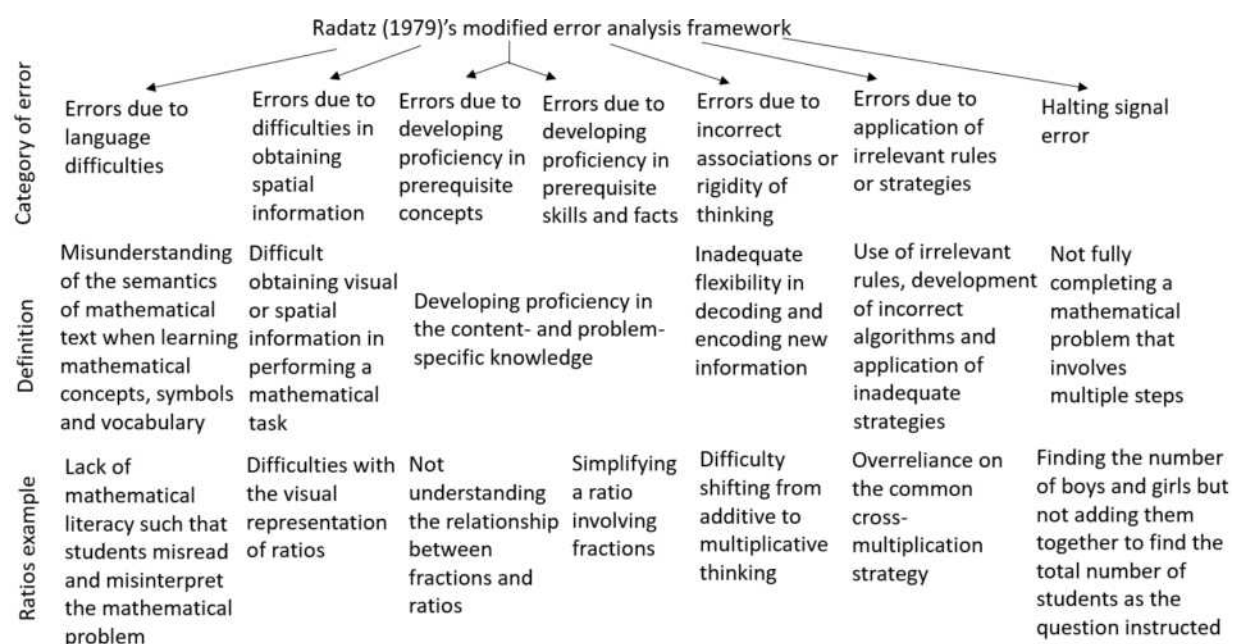 Radatz (1979)'s modified error analysis framework
Category of error
Errors due to
language
difficulties
Errors due to
difficulties in
obtaining
spatial
information
Errors due to
developing
proficiency in
prerequisite
concepts
Errors due to
developing
proficiency in
prerequisite
skills and facts
Errors due to
incorrect
associations or
rigidity of
thinking
Errors due to
application of
irrelevant rules
or strategies
Halting signal
error
Definition
Misunderstanding
of the semantics
of mathematical
text when learning
mathematical
concepts, symbols
and vocabulary
Difficult
obtaining visual
or spatial
information in
performing a
mathematical
task
Developing proficiency in
the content- and problem-
specific knowledge
Inadequate
flexibility in
decoding and
encoding new
information
Use of irrelevant
rules, development
of incorrect
algorithms and
application of
inadequate
strategies
Not fully
completing a
mathematical
problem that
involves
multiple steps
Ratios example
Lack of
mathematical
literacy such that
students misread
and misinterpret
the mathematical
problem
Difficulties with
the visual
representation
of ratios
Not
understanding
the relationship
between
fractions and
ratios
Simplifying
a ratio
involving
fractions
Difficulty
shifting from
additive to
multiplicative
thinking
Overreliance on
the common
cross-
multiplication
strategy
Finding the number
of boys and girls but
not adding them
together to find the
total number of
students as the
question instructed